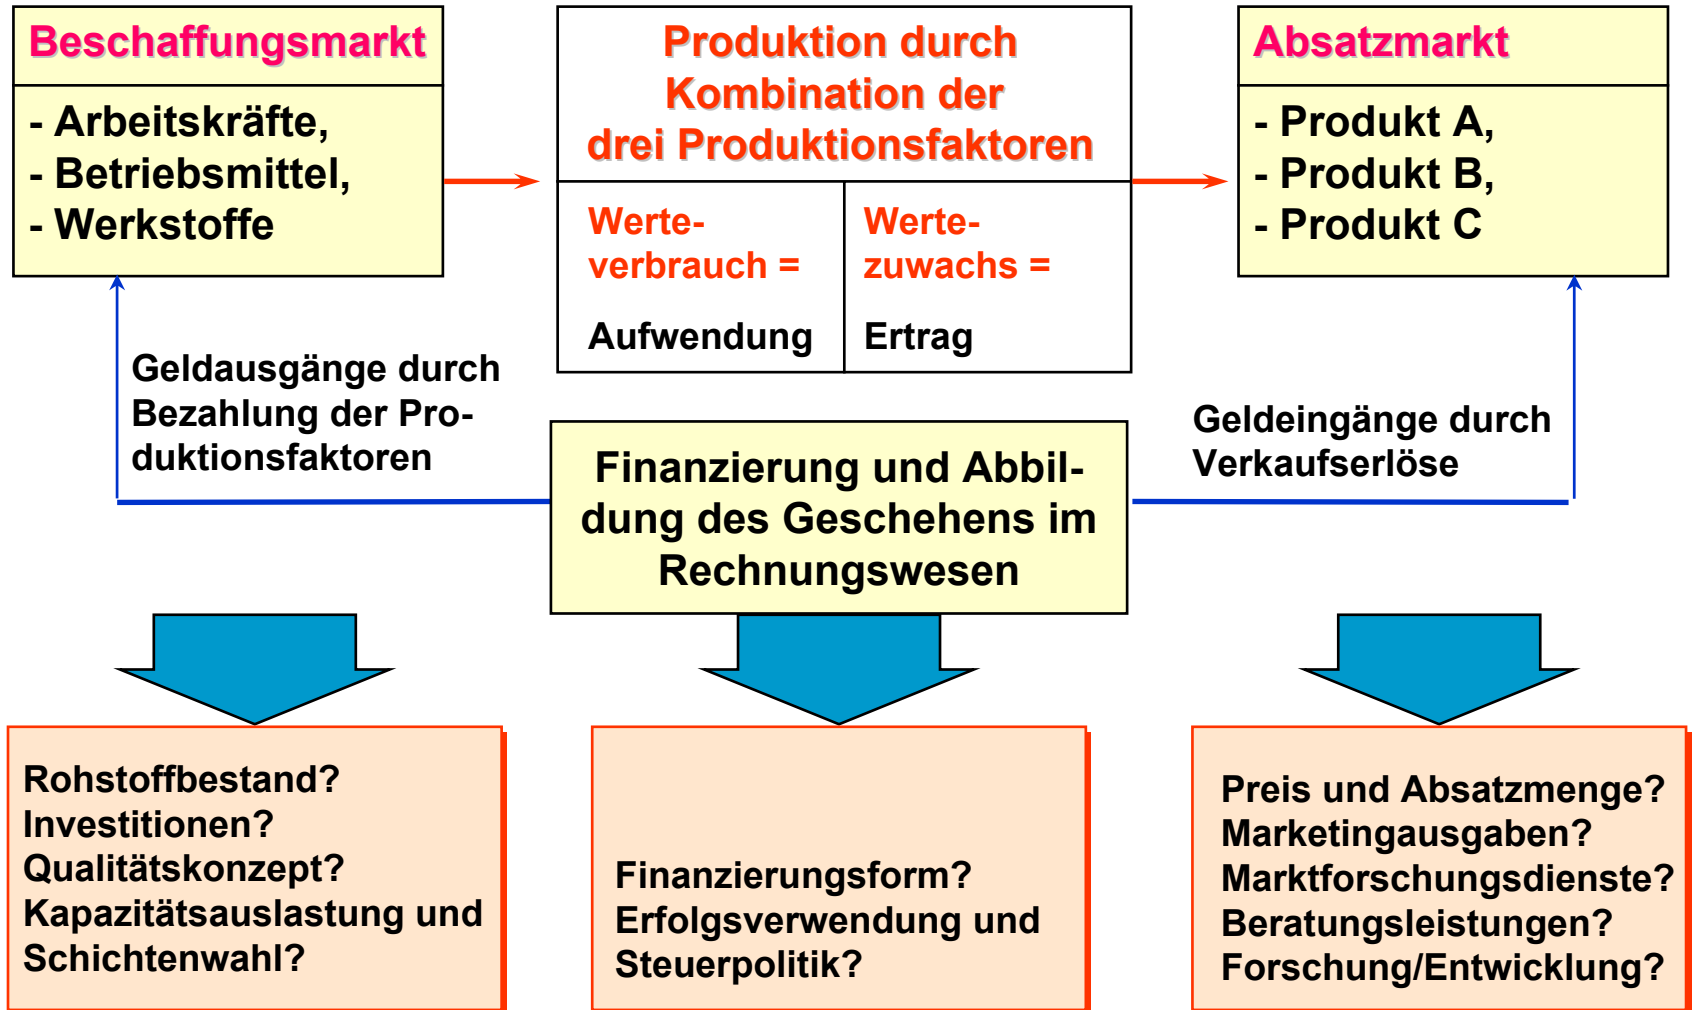 Beschaffungsmarkt
- Arbeitskräfte,
- Betriebsmittel,
- Werkstoffe
Produktion durch
Kombination der
drei Produktionsfaktoren
Werte-
verbrauch =
Aufwendung
Werte-
zuwachs =
Ertrag
Absatzmarkt
- Produkt A,
- Produkt B,
- Produkt C
Geldausgänge durch
Bezahlung der Pro-
duktionsfaktoren
Finanzierung und Abbil-
dung des Geschehens im
Rechnungswesen
Geldeingänge durch
Verkaufserlöse
Rohstoffbestand?
Investitionen?
Qualitätskonzept?
Kapazitätsauslastung und
Schichtenwahl?
Finanzierungsform?
Erfolgsverwendung und
Steuerpolitik?
Preis und Absatzmenge?
Marketingausgaben?
Marktforschungsdienste?
Beratungsleistungen?
Forschung/Entwicklung?